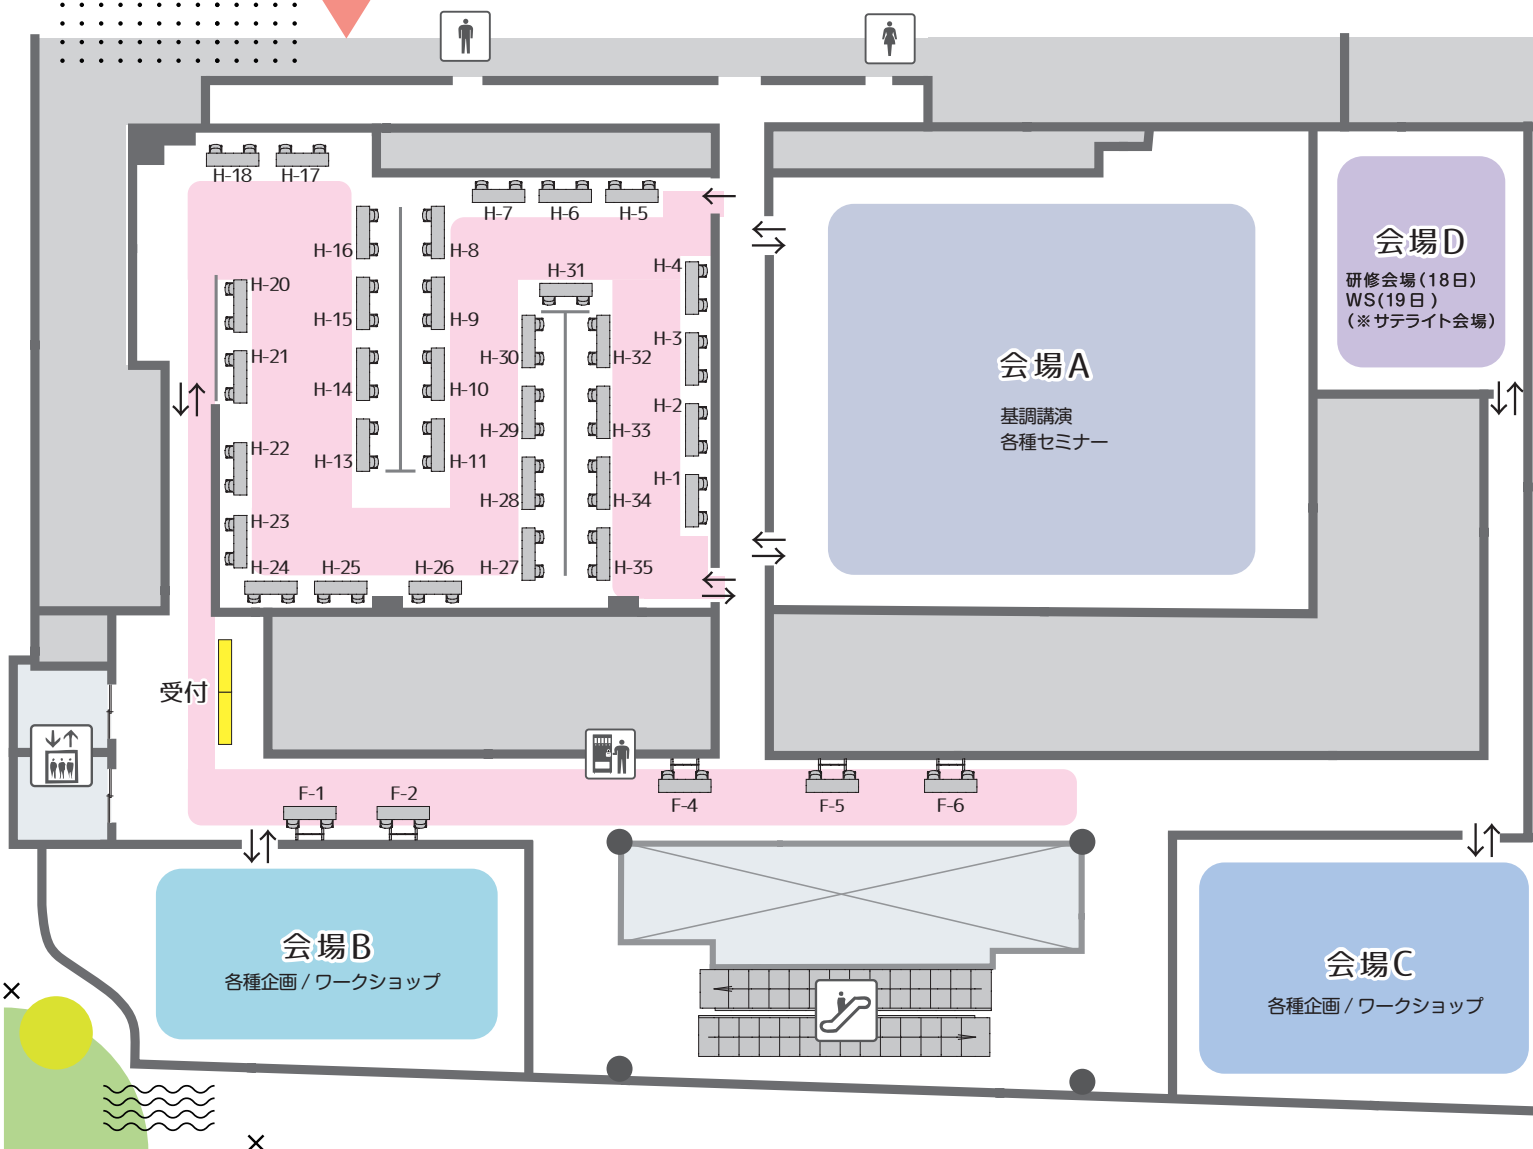 H-18
H-17
H-7
H-6
H-5
H-16
H-8
H-4
H-31
H-20
H-15
H-9
H-3
H-21
H-30
H-32
H-14
H-10
H-2
H-29
H-33
H-22
H-13
H-11
H-1
H-28
H-34
H-23
H-24
H-25
H-26
H-27
H-35
会場A
基調講演
各種セミナー
会場D
研修会場(18日)
WS(19日)
(※サテライト会場)
受付
F-1
F-2
F-4
F-5
F-6
会場B
各種企画 / ワークショップ
会場C
各種企画 / ワークショップ